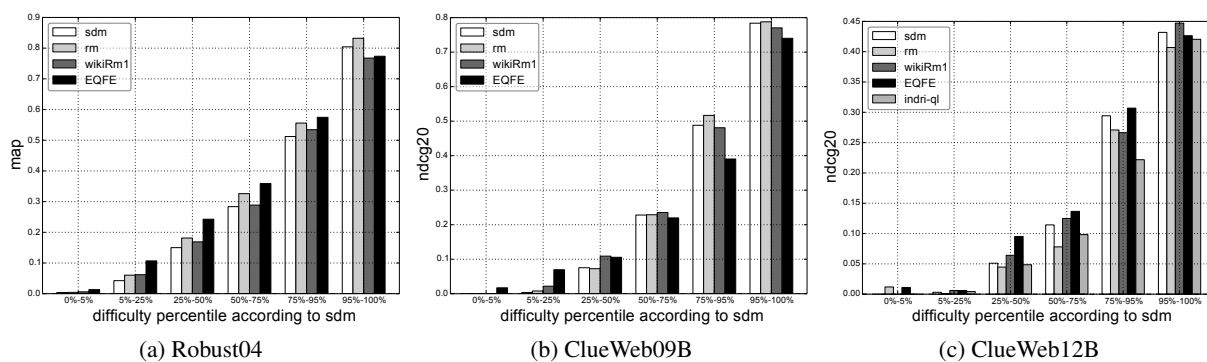 0.9
0.8
0.7
0.6
0.5
0.4
0.3
0.2
0.1
0.0
map
sdm
rm
wikiRm1
EQFE
0%-5% 5%-25% 25%-50% 50%-75% 75%-95% 95%-100%
difficulty percentile according to sdm
(a) Robust04
0.8
0.7
0.6
0.5
0.4
0.3
0.2
0.1
0.0
ndcg20
sdm
rm
wikiRm1
EQFE
0%-5% 5%-25% 25%-50% 50%-75% 75%-95% 95%-100%
difficulty percentile according to sdm
(b) ClueWeb09B
0.45
0.40
0.35
0.30
0.25
0.20
0.15
0.10
0.05
0.00
ndcg20
sdm
rm
wikiRm1
EQFE
indri-ql
0%-5% 5%-25% 25%-50% 50%-75% 75%-95% 95%-100%
difficulty percentile according to sdm
(c) ClueWeb12B